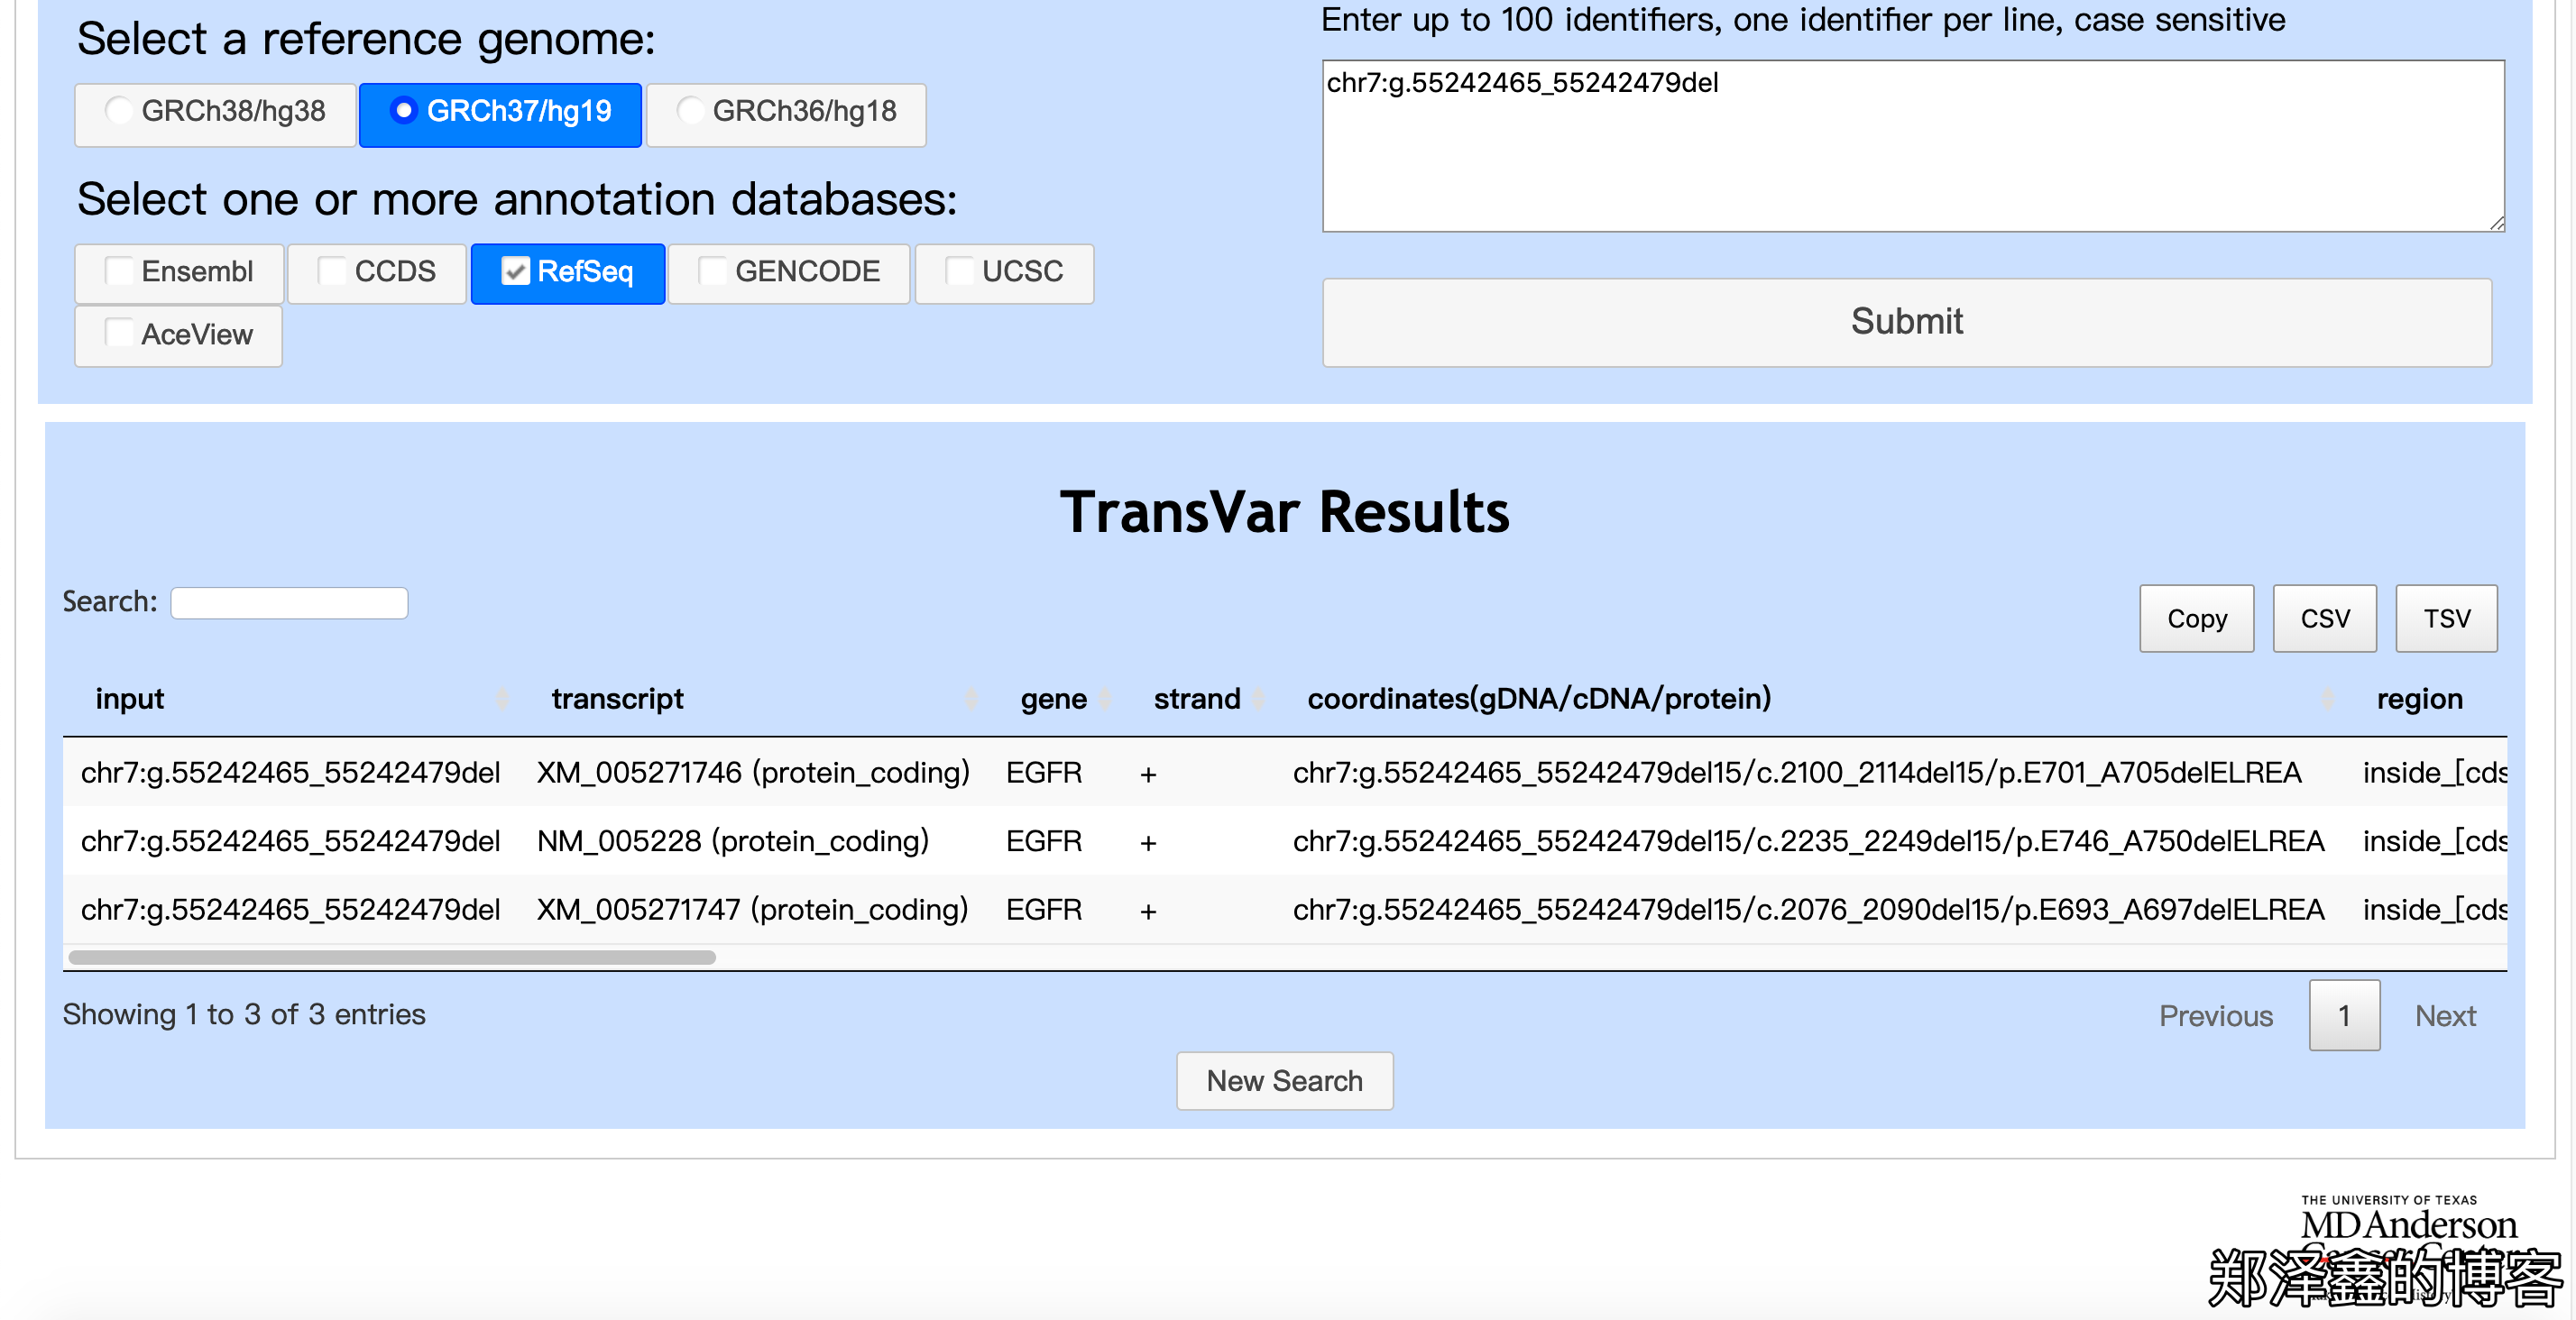 Select a reference genome:
GRCh38/hg38 GRCh37/hg19 GRCh36/hg18
Select one or more annotation databases:
Ensembl CCDS RefSeq GENCODE UCSC
AceView
Enter up to 100 identifiers, one identifier per line, case sensitive
chr7:g.55242465_55242479del
Submit
TransVar Results
Search:
Copy CSV TSV
input transcript gene strand coordinates(gDNA/cDNA/protein) region
chr7:g.55242465_55242479del XM_005271746 (protein_coding) EGFR + chr7:g.55242465_55242479del15/c.2100_2114del15/p.E701_A705delELREA inside_[cds
chr7:g.55242465_55242479del NM_005228 (protein_coding) EGFR + chr7:g.55242465_55242479del15/c.2235_2249del15/p.E746_A750delELREA inside_[cds
chr7:g.55242465_55242479del XM_005271747 (protein_coding) EGFR + chr7:g.55242465_55242479del15/c.2076_2090del15/p.E693_A697delELREA inside_[cds
Showing 1 to 3 of 3 entries
Previous 1 Next
New Search
THE UNIVERSITY OF TEXAS
MD Anderson
Cancer Center
郑泽鑫的博客